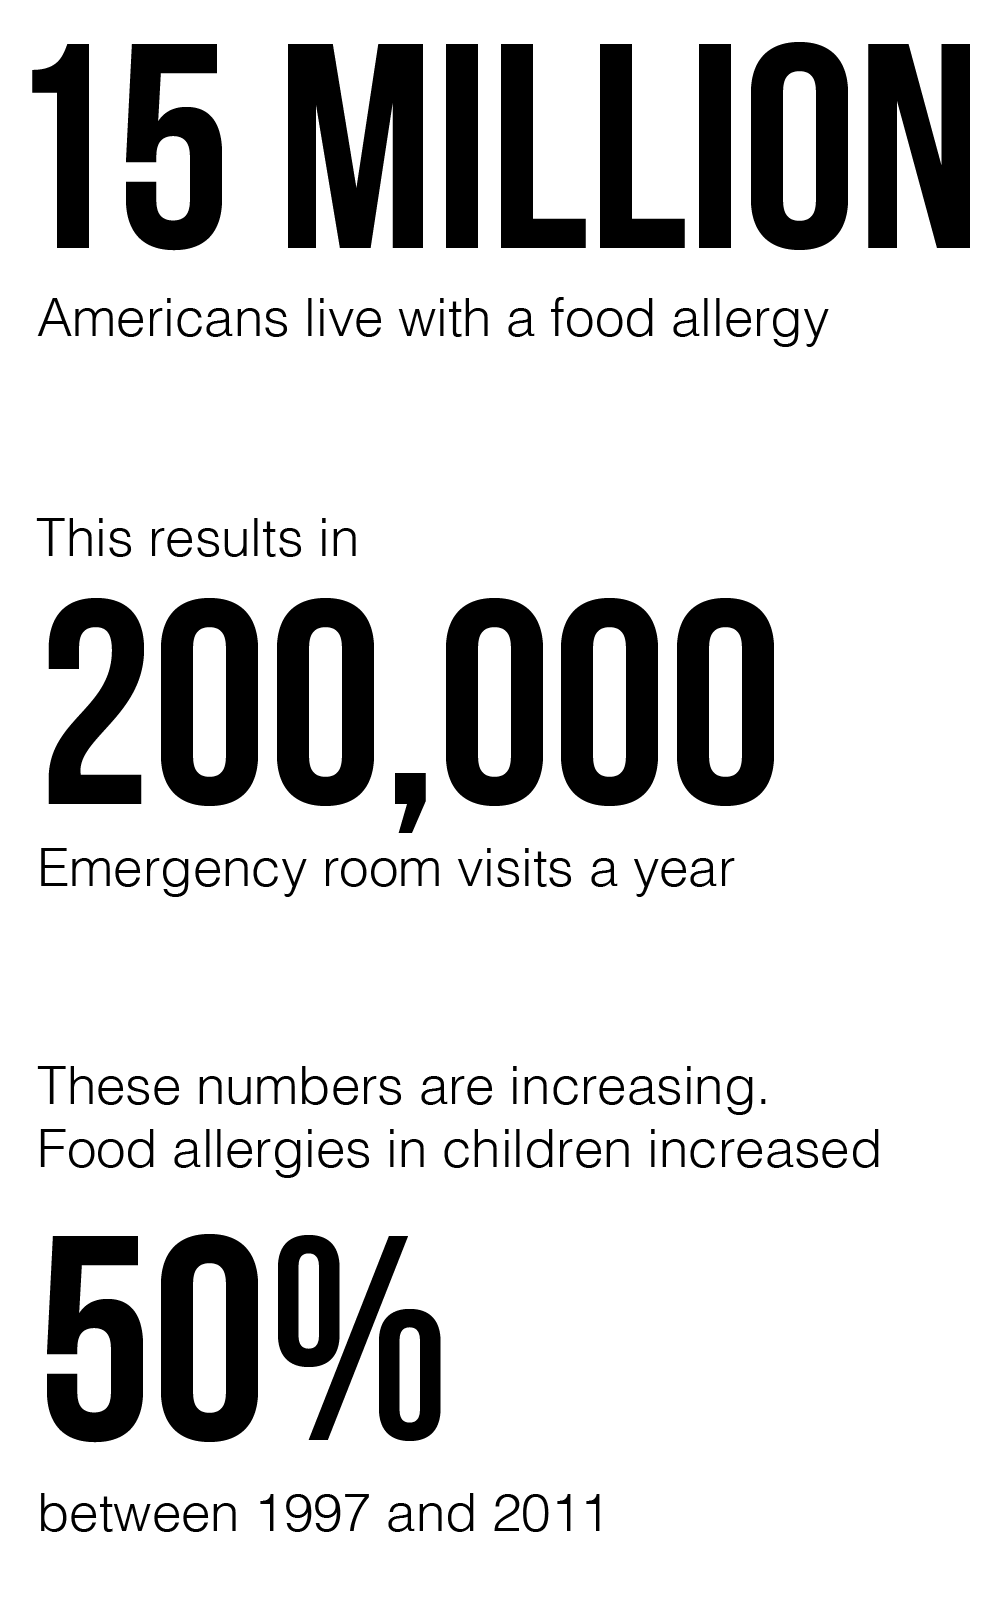 15 MILLION
Americans live with a food allergy
This results in
200,000
Emergency room visits a year
These numbers are increasing.
Food allergies in children increased
50%
between 1997 and 2011